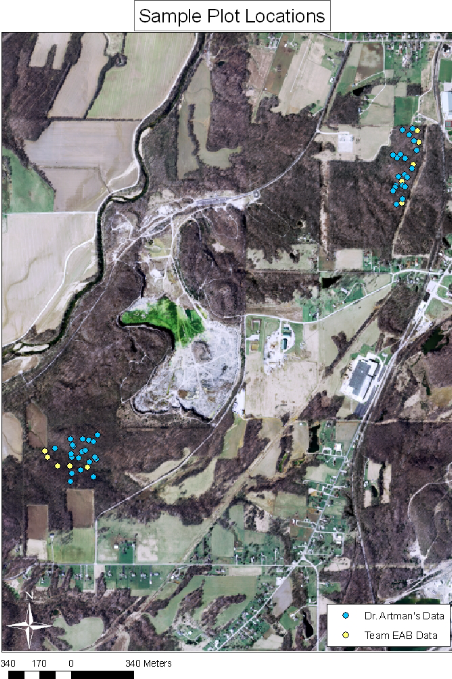 Sample Plot Locations
N
Dr. Artman's Data
Team EAB Data
340 170 0 340 Meters